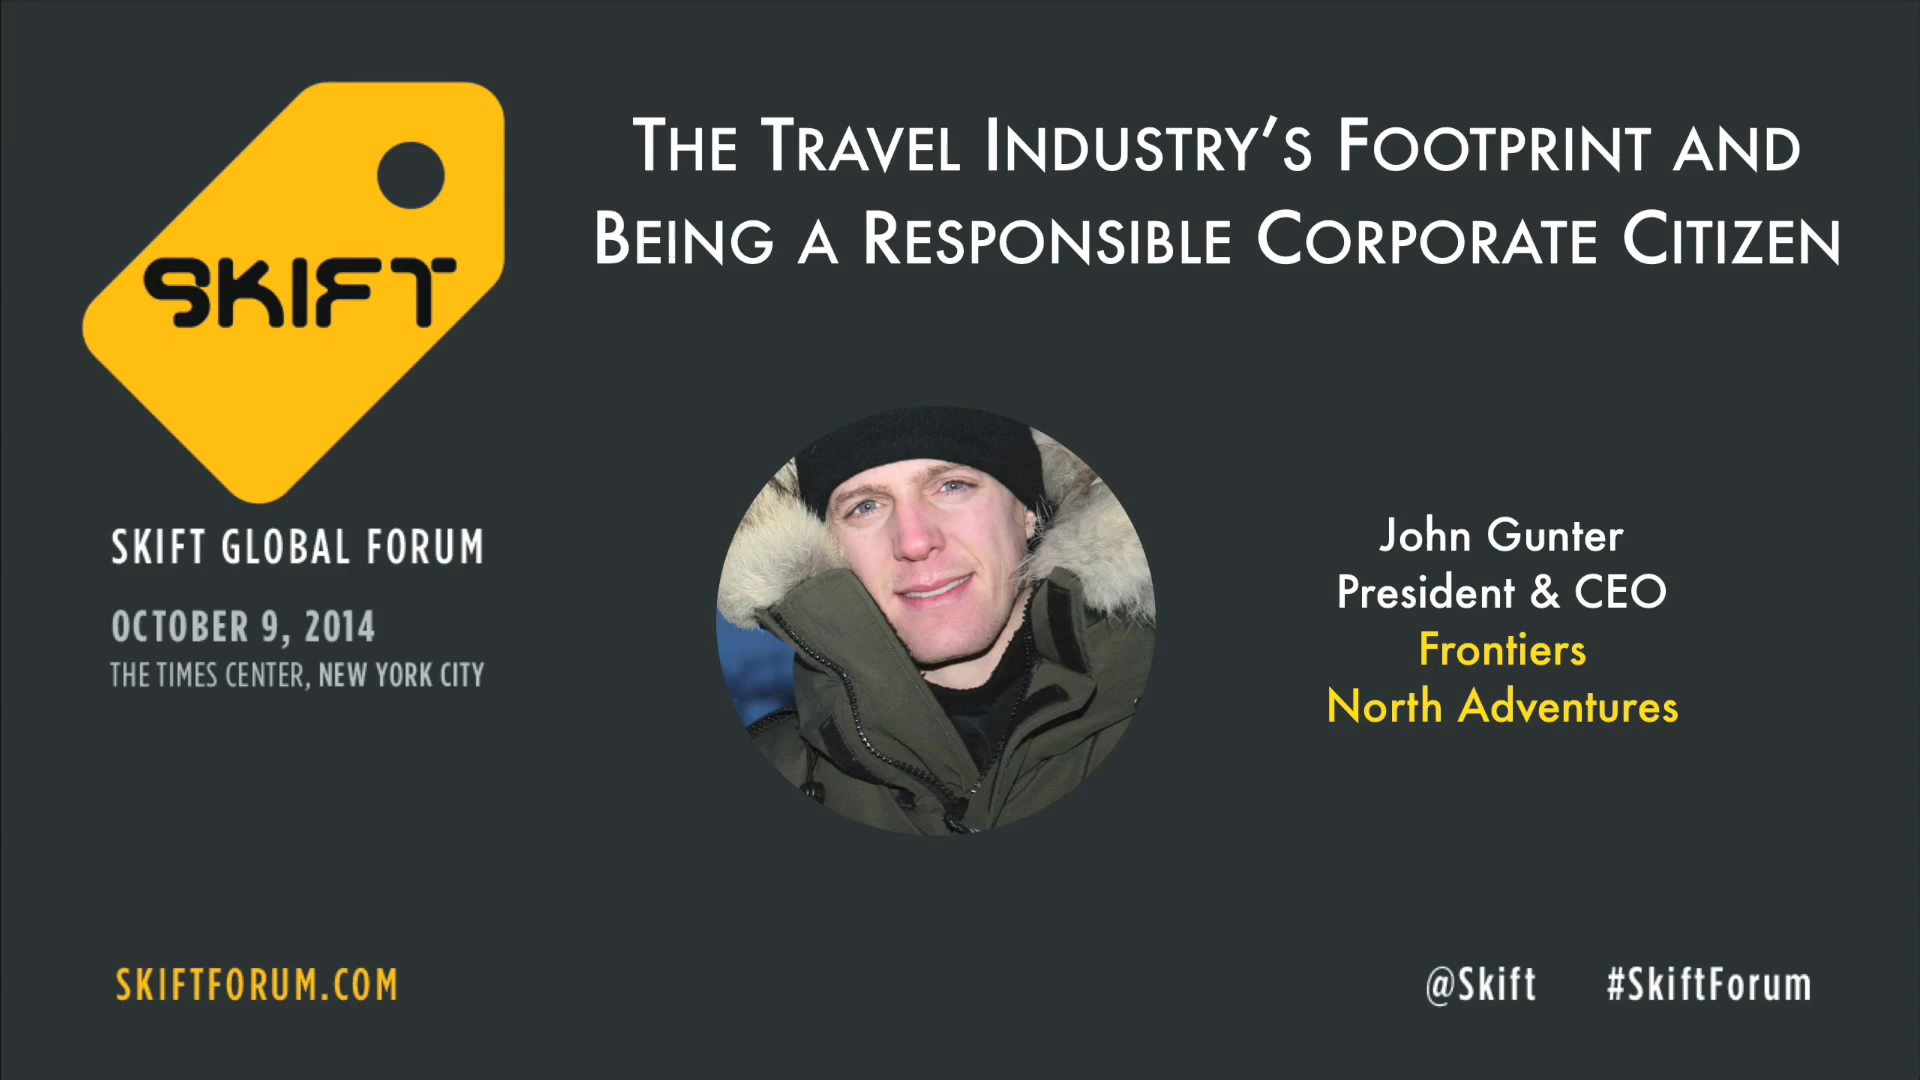 SKIFT
SKIFT GLOBAL FORUM
OCTOBER 9, 2014
THE TIMES CENTER, NEW YORK CITY
SKIFTFORUM.COM
THE TRAVEL INDUSTRY’S FOOTPRINT AND
BEING A RESPONSIBLE CORPORATE CITIZEN
John Gunter
President & CEO
Frontiers
North Adventures
@Skift #SkiftForum